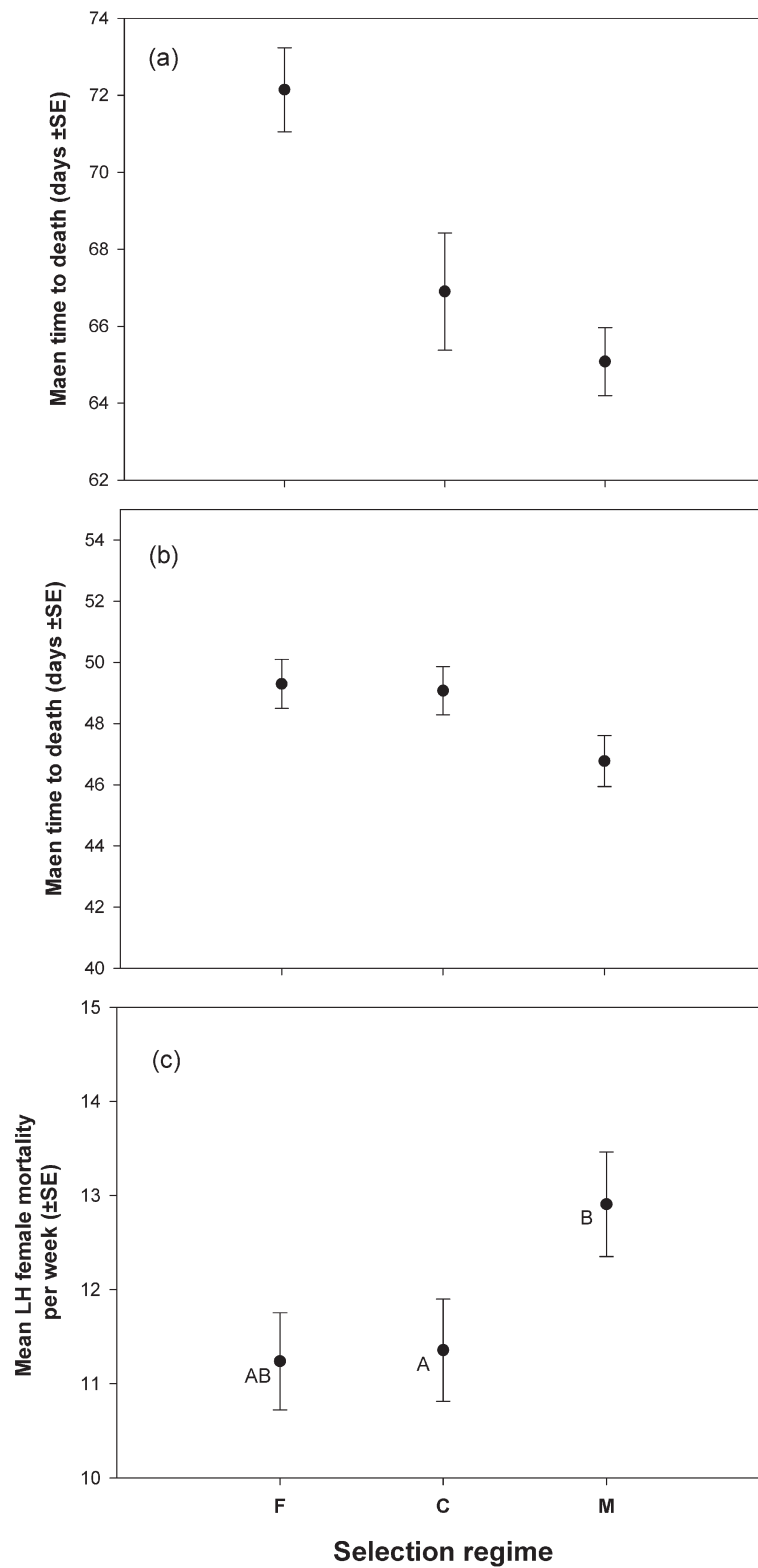 74
(a)
72
70
68
66
64
62
Maen time to death (days ±SE)
54
(b)
52
50
48
46
44
42
40
Maen time to death (days ±SE)
15
(c)
14
13
B
12
A
AB
11
10
Mean LH female mortality
per week (±SE)
F C M
Selection regime